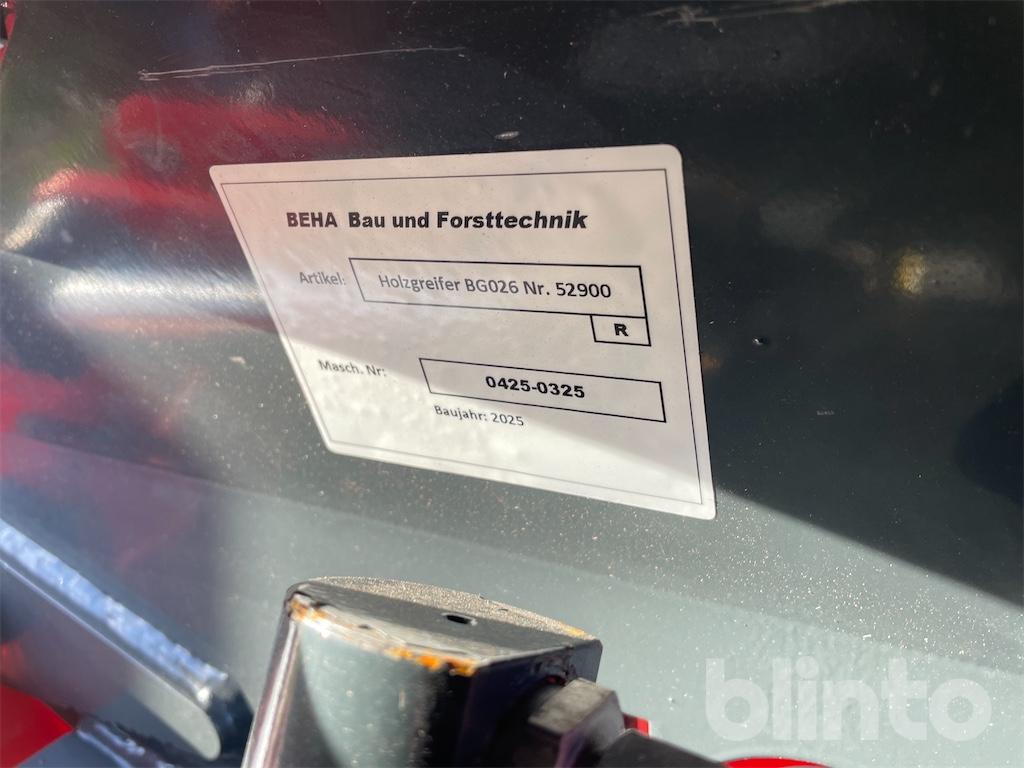 BEHA Bau und Forsttechnik
Artikel: Holzgreifer BG026 Nr. 52900
R
Masch. Nr: 0425-0325
Baujahr: 2025
blinto